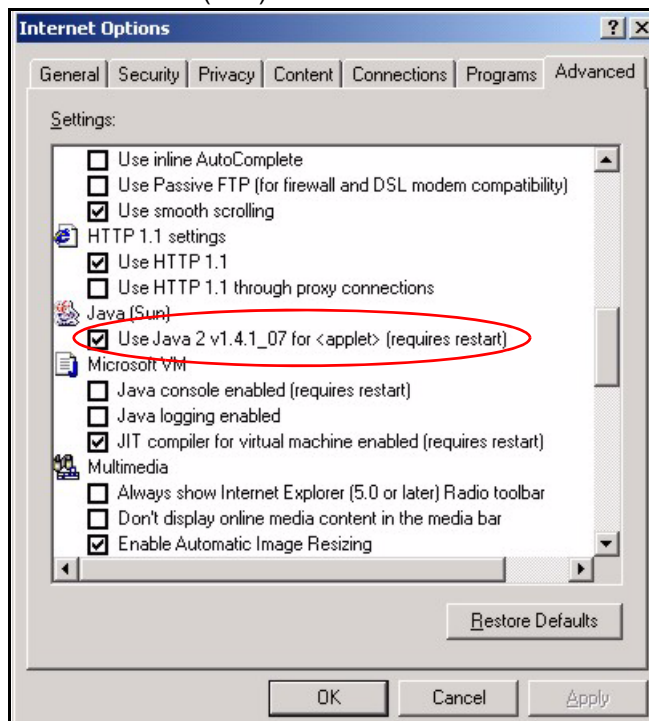 Internet Options
General Security Privacy Content Connections Programs Advanced
Settings:
Use inline AutoComplete
Use Passive FTP (for firewall and DSL modem compatibility)
Use smooth scrolling
HTTP 1.1 settings
Use HTTP 1.1
Use HTTP 1.1 through proxy connections
Java (Sun)
Use Java 2 v1.4.1_07 for <applet> (requires restart)
Microsoft VM
Java console enabled (requires restart)
Java logging enabled
JIT compiler for virtual machine enabled (requires restart)
Multimedia
Always show Internet Explorer (5.0 or later) Radio toolbar
Don't display online media content in the media bar
Enable Automatic Image Resizing
Restore Defaults
OK Cancel Apply